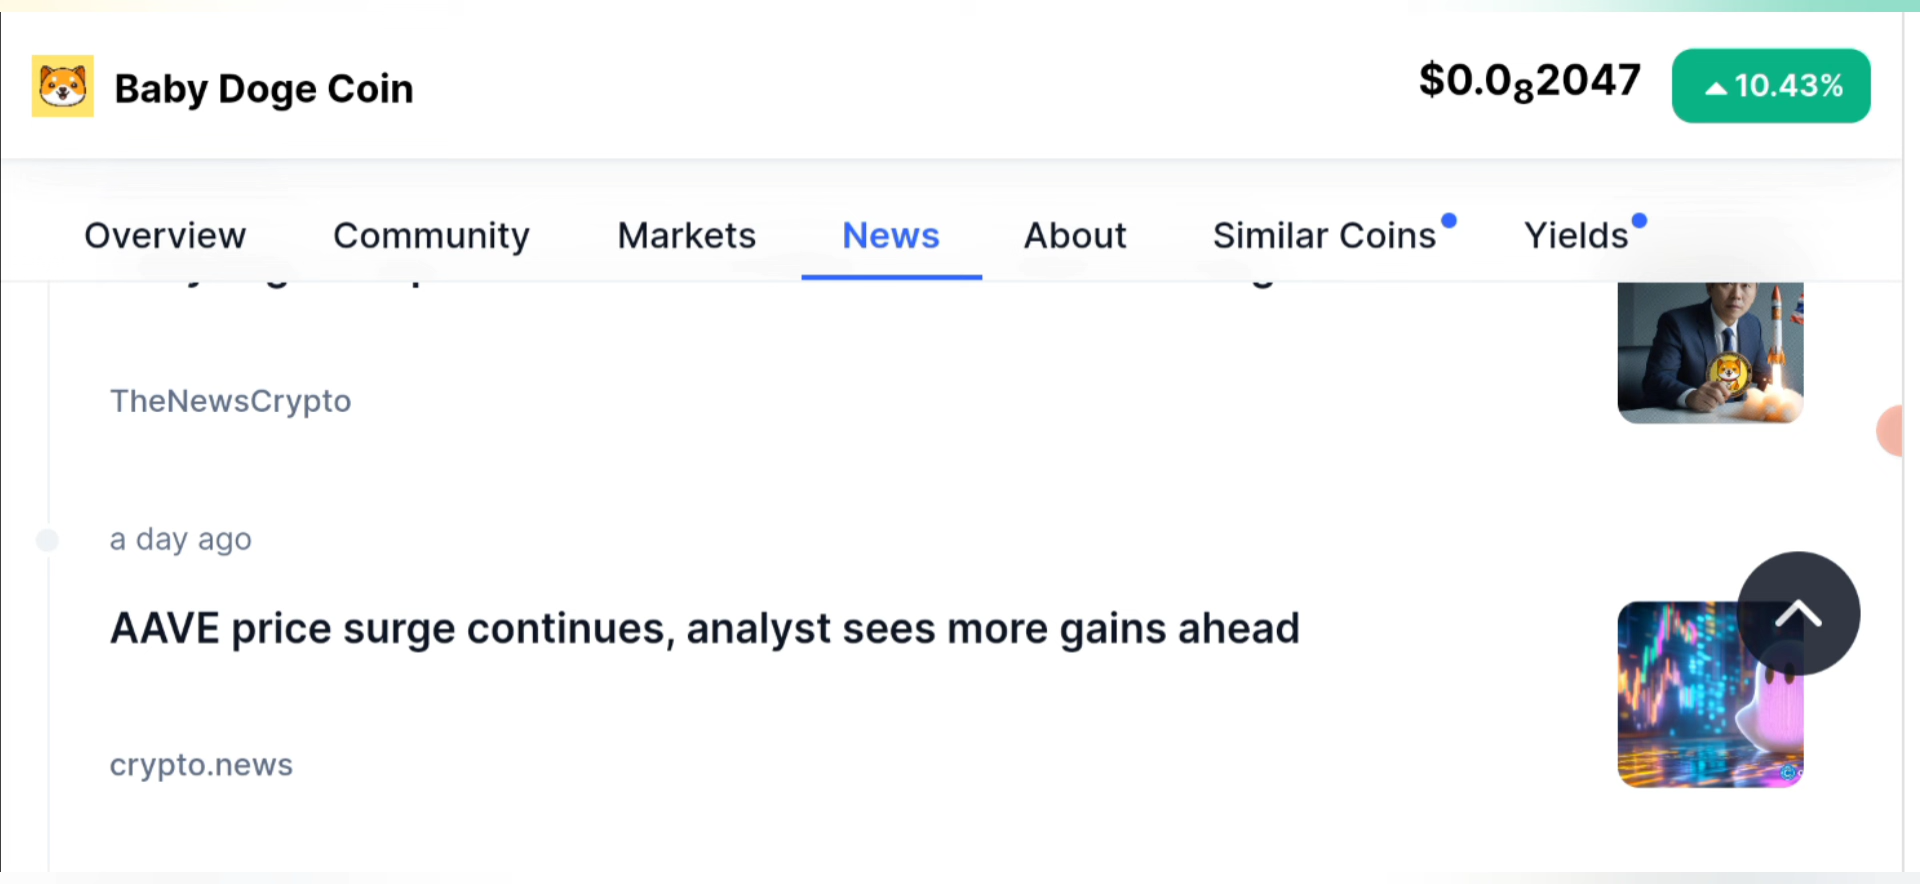 Baby Doge Coin
$0.0₈2047
10.43%
Overview Community Markets News About Similar Coins Yields
TheNewsCrypto
a day ago
AAVE price surge continues, analyst sees more gains ahead
crypto.news